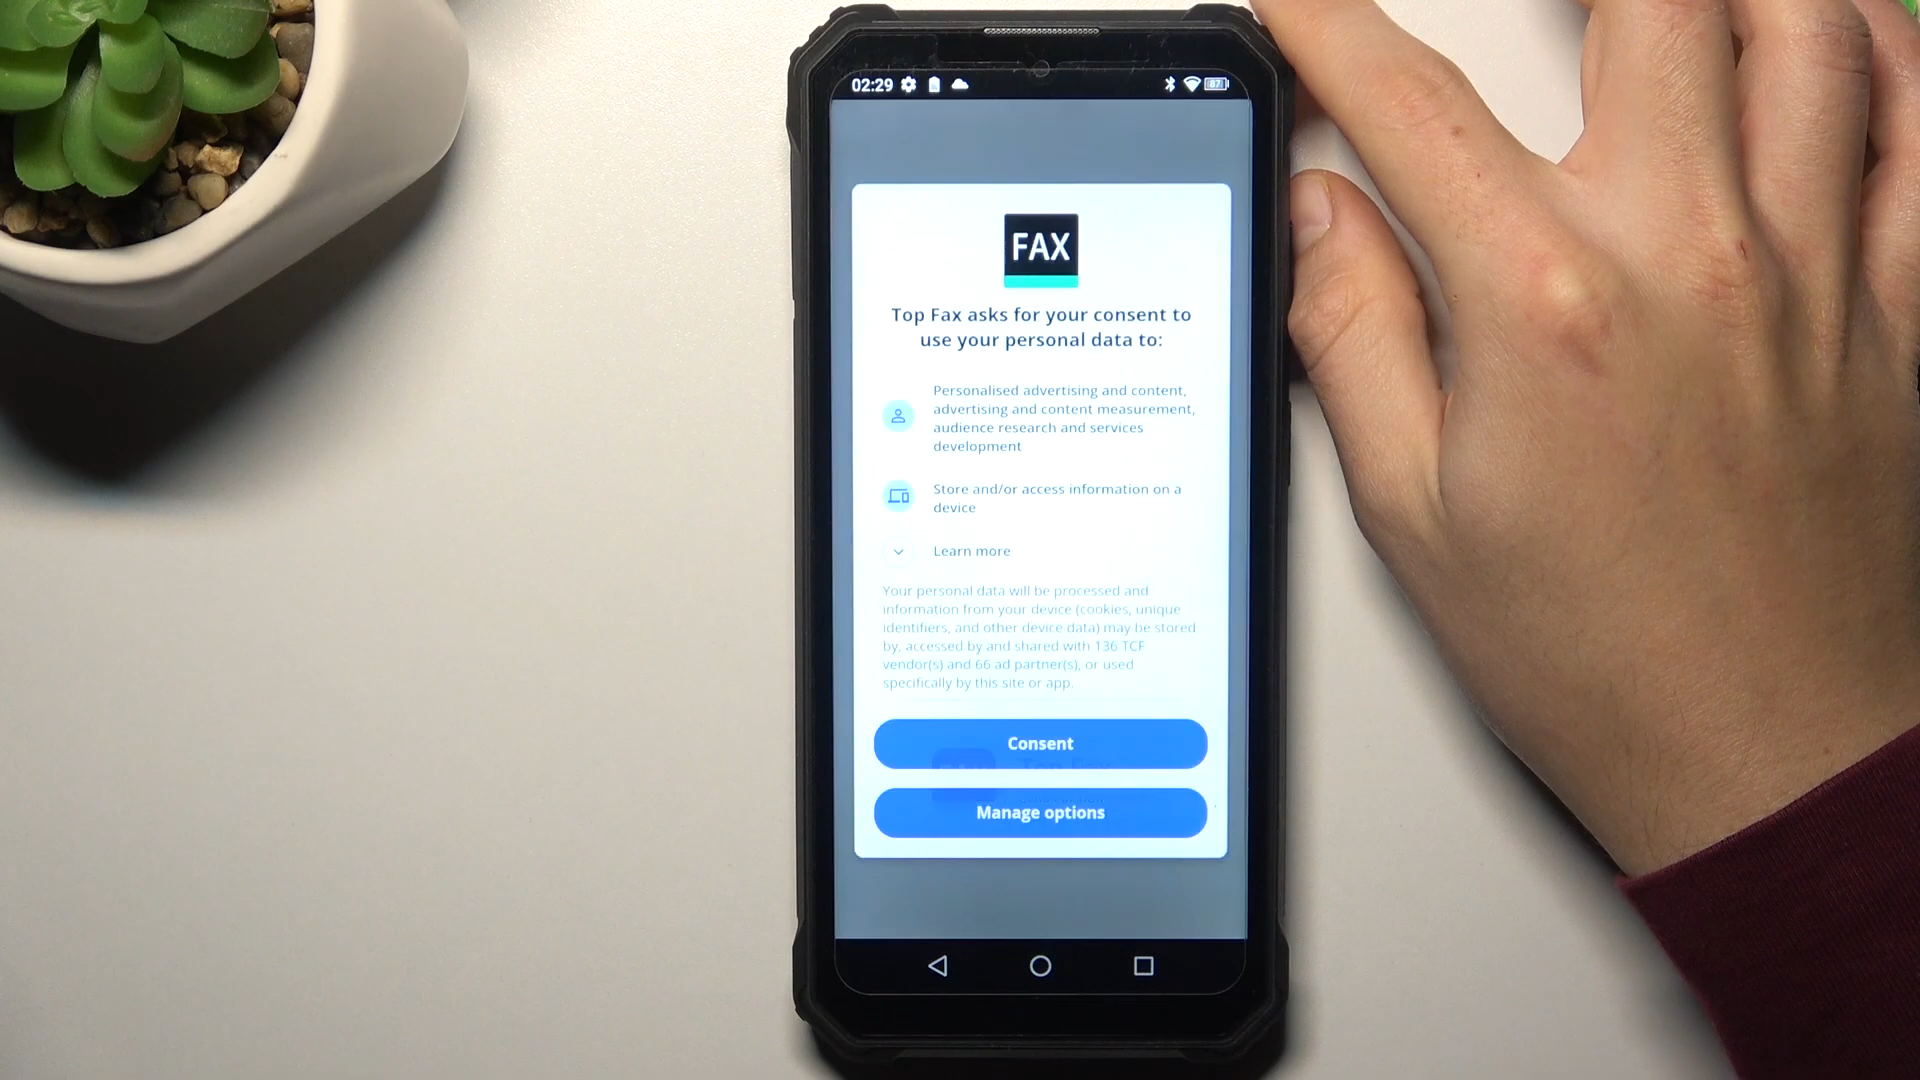 02:29
87
FAX
Top Fax asks for your consent to
use your personal data to:
Personalised advertising and content,
advertising and content measurement,
audience research and services
development
Store and/or access information on a
device
Learn more
Your personal data will be processed and
information from your device (cookies, unique
identifiers, and other device data) may be stored
by, accessed by and shared with 136 TCF
vendor(s) and 66 ad partner(s), or used
specifically by this site or app.
Consent
Top Fax
Manage options